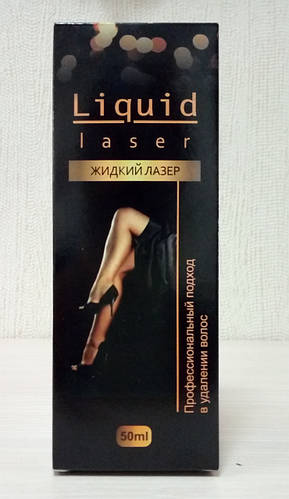 Liquid
laser
ЖИДКИЙ ЛАЗЕР
Профессиональный подход
в удалении волос
50ml